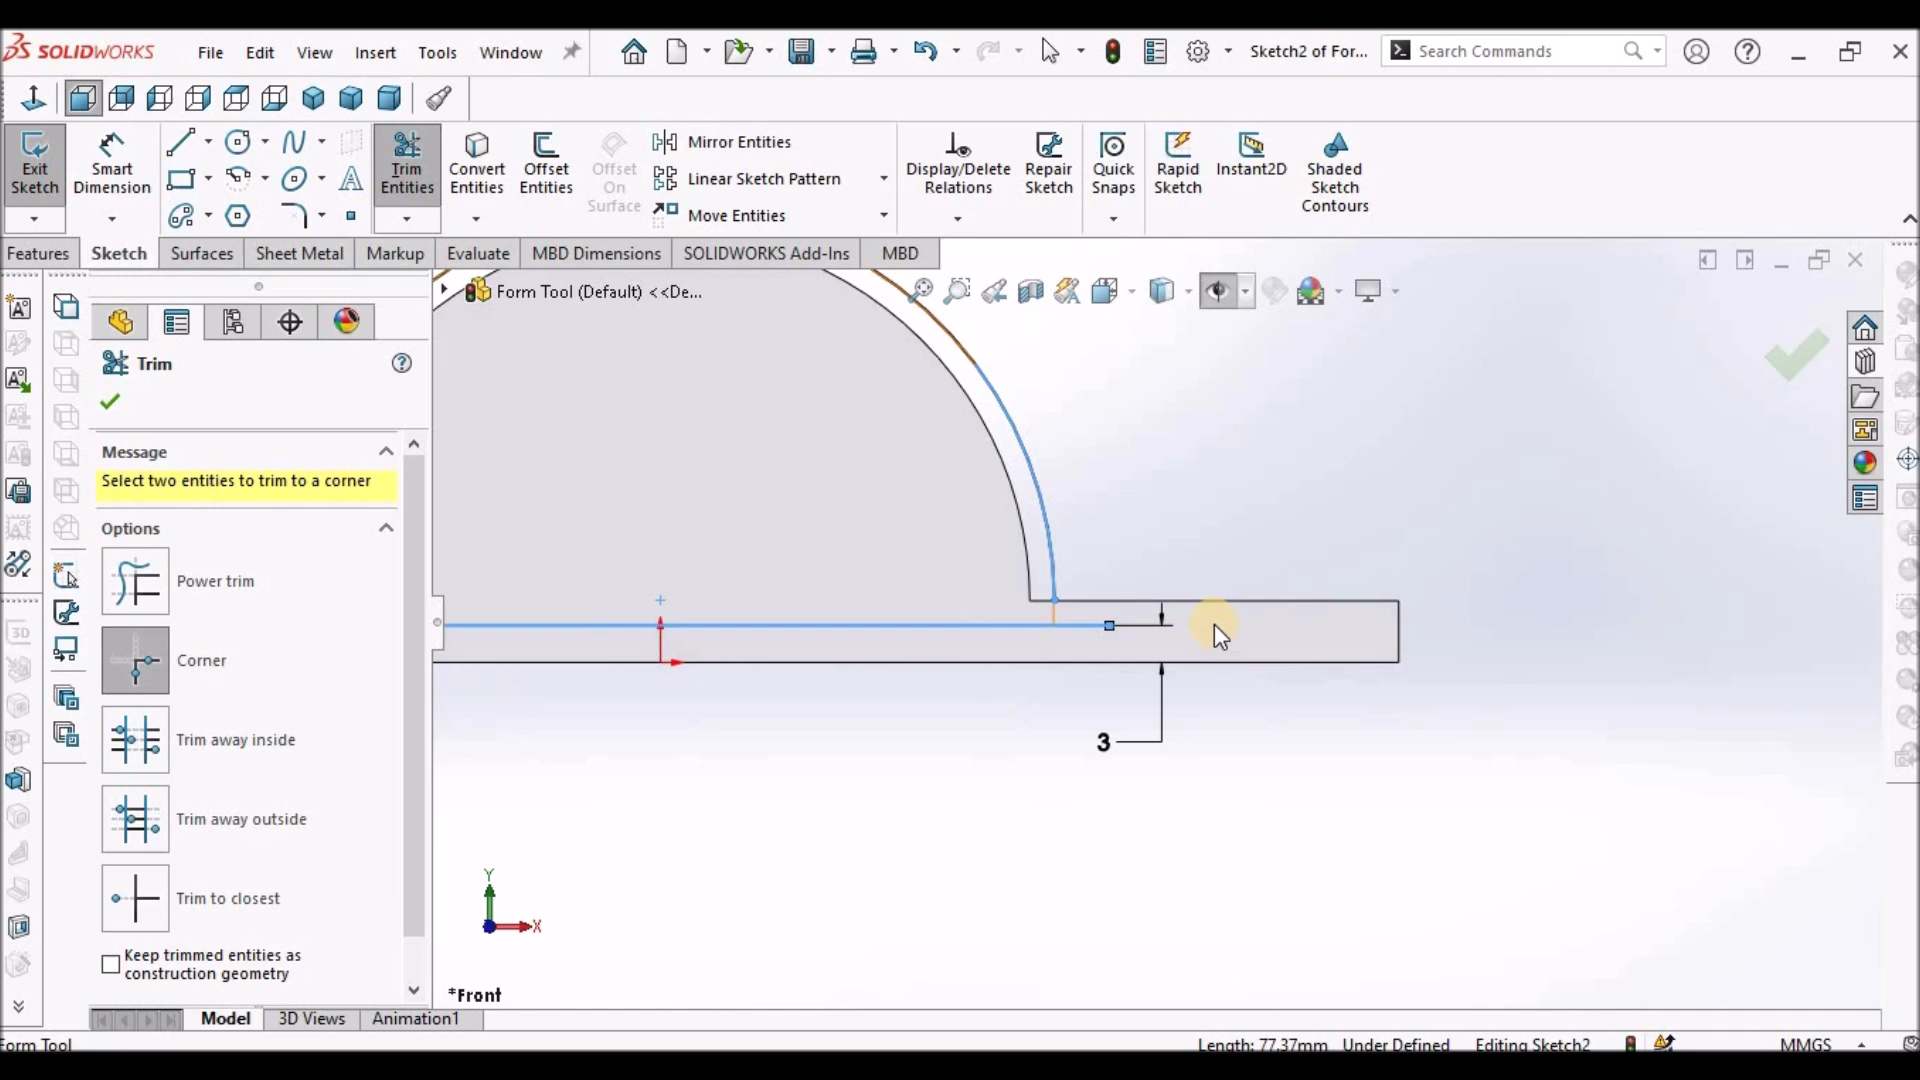 SOLIDWORKS File Edit View Insert Tools Window Sketch2 of For... Search Commands
Exit Sketch
Smart Dimension
Trim Entities
Convert Entities
Offset Entities
Offset On Surface
Mirror Entities
Linear Sketch Pattern
Move Entities
Display/Delete Relations
Repair Sketch
Quick Snaps
Rapid Sketch
Instant2D
Shaded Sketch Contours
Features Sketch Surfaces Sheet Metal Markup Evaluate MBD Dimensions SOLIDWORKS Add-Ins MBD
Form Tool (Default) <<De...
Trim
Message
Select two entities to trim to a corner
Options
Power trim
Corner
Trim away inside
Trim away outside
Trim to closest
Keep trimmed entities as
construction geometry
3
Y
X
*Front
Model 3D Views Animation1
Form Tool Length: 77.37mm Under Defined Editing Sketch2 MMGS